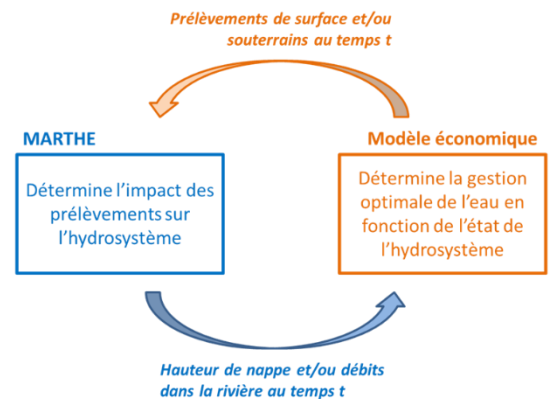 Prélèvements de surface et/ou
souterrains au temps t
MARTHE
Détermine l'impact des
prélèvements sur
l'hydrosystème
Modèle économique
Détermine la gestion
optimale de l'eau en
fonction de l'état de
l'hydrosystème
Hauteur de nappe et/ou débits
dans la rivière au temps t